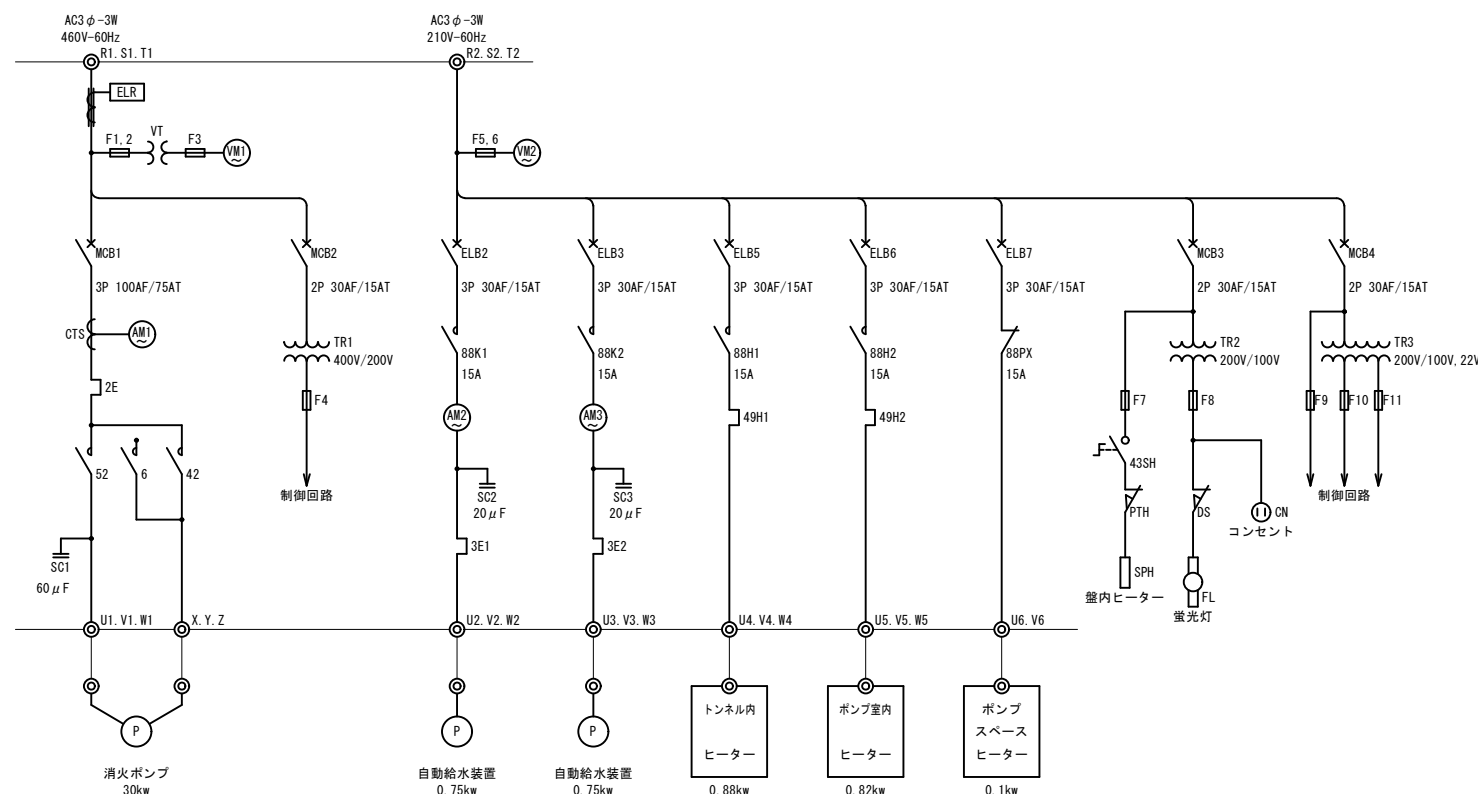 AC3φ-3W
460V-60Hz
R1.S1.T1
AC3φ-3W
210V-60Hz
R2.S2.T2
ELR
F1,2
VT
F3
VM1
F5,6
VM2
MCB1
3P 100AF/75AT
MCB2
2P 30AF/15AT
ELB2
3P 30AF/15AT
ELB3
3P 30AF/15AT
ELB5
3P 30AF/15AT
ELB6
3P 30AF/15AT
ELB7
3P 30AF/15AT
MCB3
2P 30AF/15AT
MCB4
2P 30AF/15AT
CTS
AM1
TR1
400V/200V
88K1
15A
88K2
15A
88H1
15A
88H2
15A
88PX
15A
TR2
200V/100V
TR3
200V/100V,22V
2E
F4
AM2
AM3
49H1
49H2
F7
F8
F9
F10
F11
52
6
42
制御回路
43SH
制御回路
SC2
20μF
SC3
20μF
PTH
DS
CN
コンセント
3E1
3E2
SC1
60μF
SPH
盤内ヒーター
FL
蛍光灯
U1.V1.W1
X.Y.Z
U2.V2.W2
U3.V3.W3
U4.V4.W4
U5.V5.W5
U6.V6
P
消火ポンプ
30kw
P
自動給水装置
0.75kw
P
自動給水装置
0.75kw
トンネル内
ヒーター
0.88kw
ポンプ室内
ヒーター
0.82kw
ポンプ
スペース
ヒーター
0.1kw